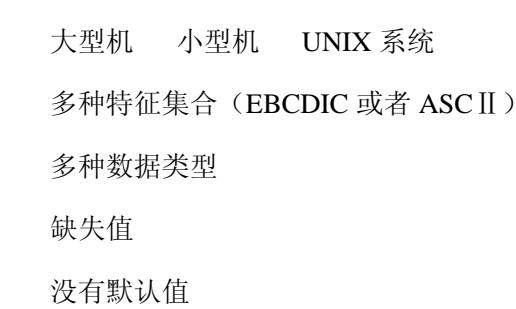 大型机 小型机 UNIX 系统
多种特征集合（EBCDIC 或者 ASCⅡ）
多种数据类型
缺失值
没有默认值